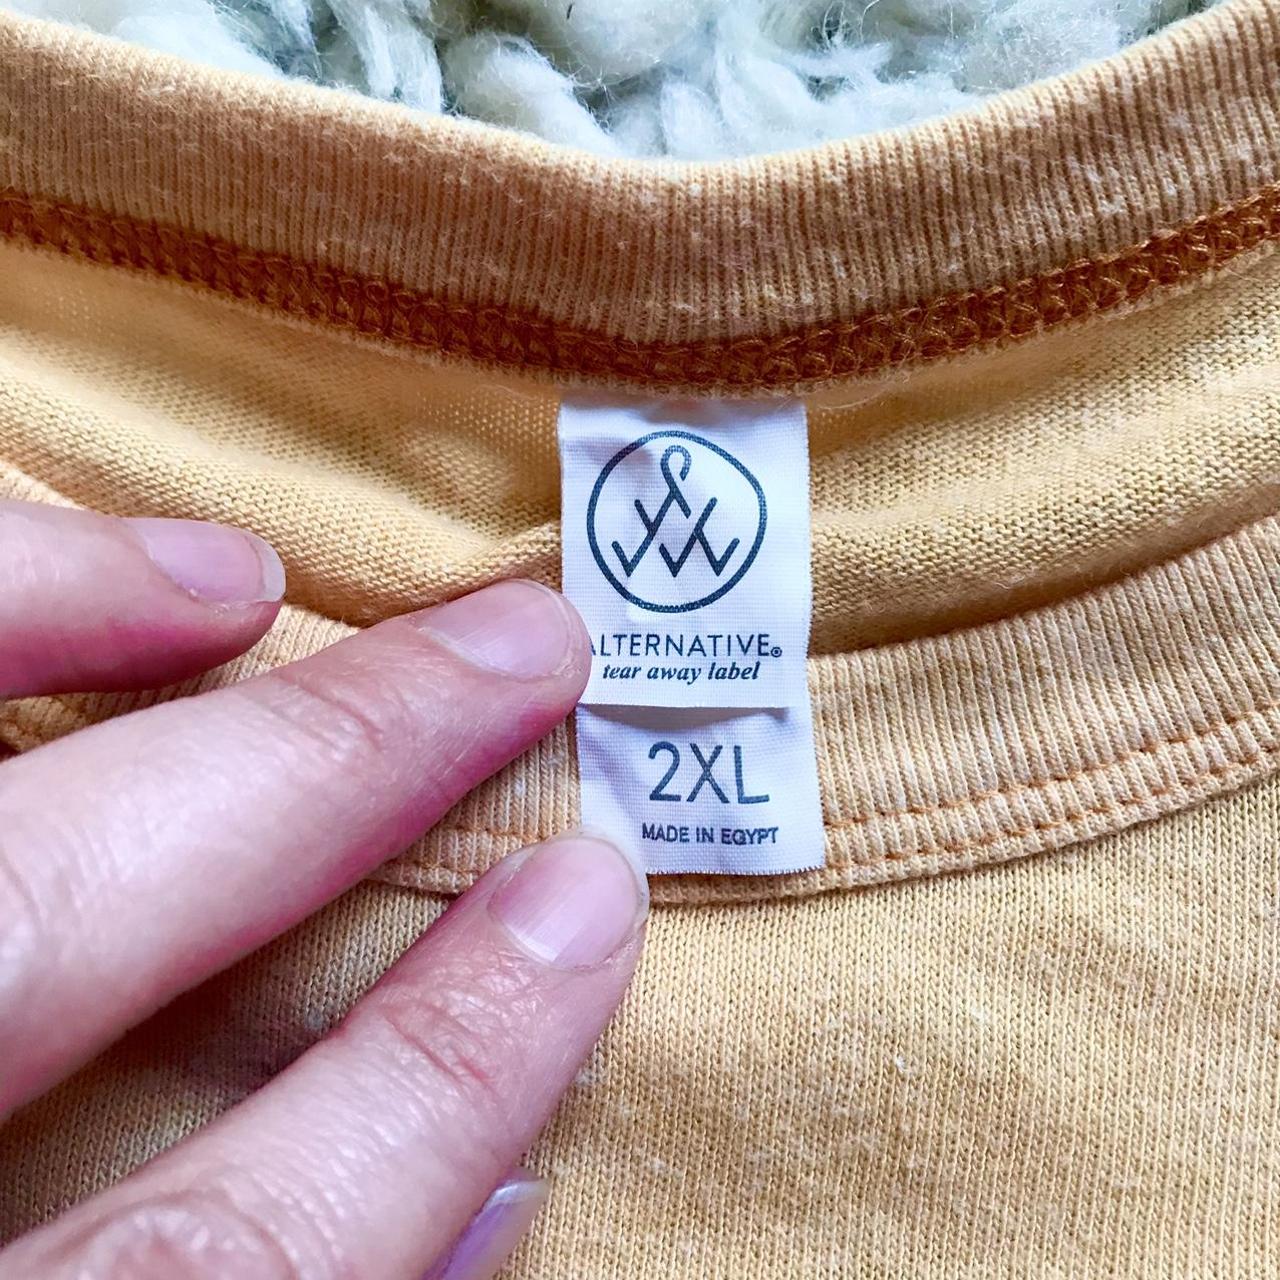 ALTERNATIVE®
tear away label
2XL
MADE IN EGYPT